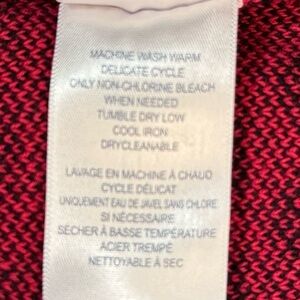 MACHINE WASH WARM
DELICATE CYCLE
ONLY NON-CHLORINE BLEACH
WHEN NEEDED
TUMBLE DRY LOW
COOL IRON
DRYCLEANABLE
LAVAGE EN MACHINE À CHAUD
CYCLE DÉLICAT
UNIQUEMENT EAU DE JAVEL SANS CHLORE
SI NÉCESSAIRE
SÉCHER À BASSE TEMPÉRATURE
ACIER TREMPÉ
NETTOYABLE À SEC